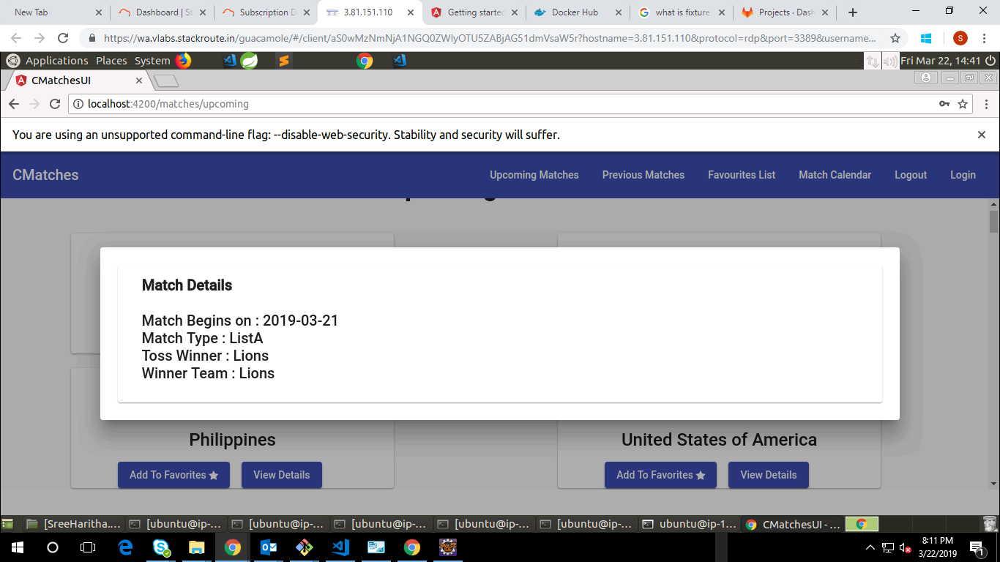 New Tab
Dashboard | St
Subscription D
3.81.151.110
Getting started
Docker Hub
what is fixture
Projects · Dash
https://wa.vlabs.stackroute.in/guacamole/#/client/aS0wMzNmNjA1NGQ0ZWIyOTU5ZABjAG51dmVsaW5r?hostname=3.81.151.110&protocol=rdp&port=3389&username...
S
Applications Places System
Fri Mar 22, 14:41
CMatchesUI
localhost:4200/matches/upcoming
You are using an unsupported command-line flag: --disable-web-security. Stability and security will suffer.
CMatches
Upcoming Matches
Previous Matches
Favourites List
Match Calendar
Logout
Login
Match Details
Match Begins on : 2019-03-21
Match Type : ListA
Toss Winner : Lions
Winner Team : Lions
Philippines
United States of America
Add To Favorites
View Details
Add To Favorites
View Details
[SreeHaritha....
[ubuntu@ip-...
[ubuntu@ip-...
[ubuntu@ip-...
[ubuntu@ip-...
[ubuntu@ip-...
ubuntu@ip-1...
CMatchesUI - ...
8:11 PM
3/22/2019
1